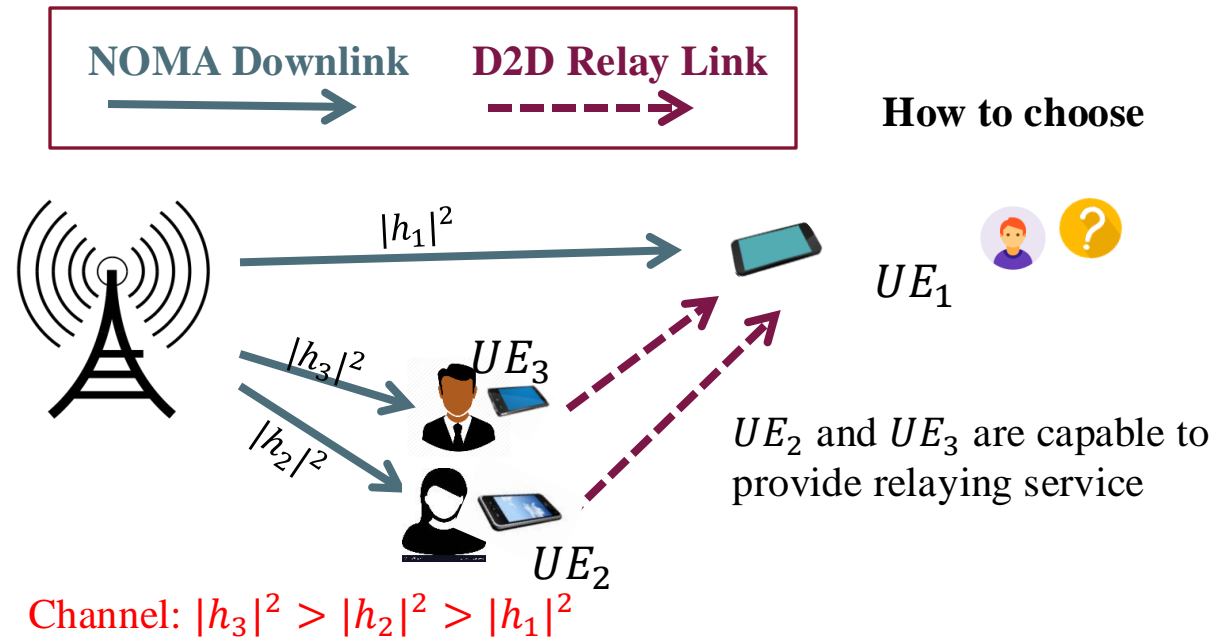 NOMA Downlink
D2D Relay Link
How to choose
|h₁|²
?
UE₁
|h₃|²
UE₃
|h₂|²
UE₂ and UE₃ are capable to
provide relaying service
UE₂
Channel: |h₃|² > |h₂|² > |h₁|²